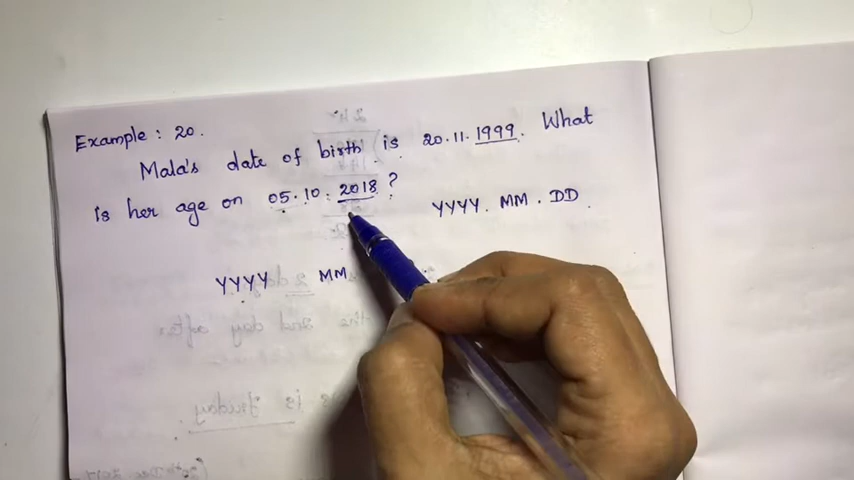 Example : 20.
Mala's date of birth is 20.11.1999. What
is her age on 05.10.2018 ?
YYYY. MM. DD
YYYY MM